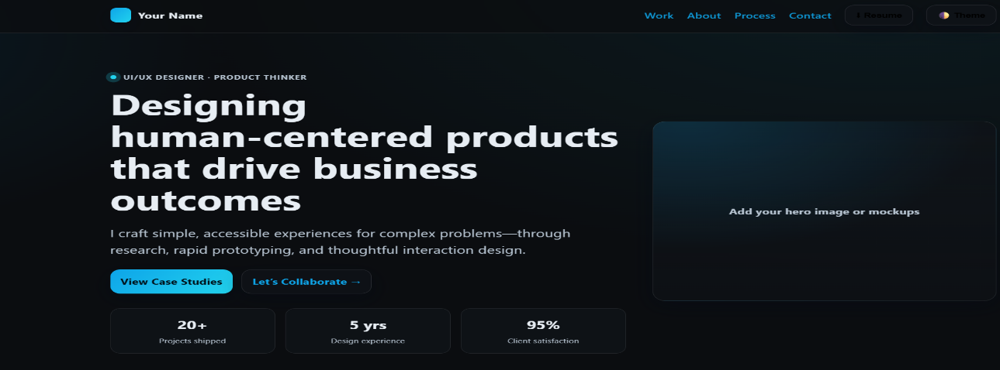 Your Name
Work About Process Contact Resume Theme
UI/UX DESIGNER · PRODUCT THINKER
Designing
human-centered products
that drive business
outcomes
I craft simple, accessible experiences for complex problems—through
research, rapid prototyping, and thoughtful interaction design.
View Case Studies Let’s Collaborate →
20+ 5 yrs 95%
Projects shipped Design experience Client satisfaction
Add your hero image or mockups